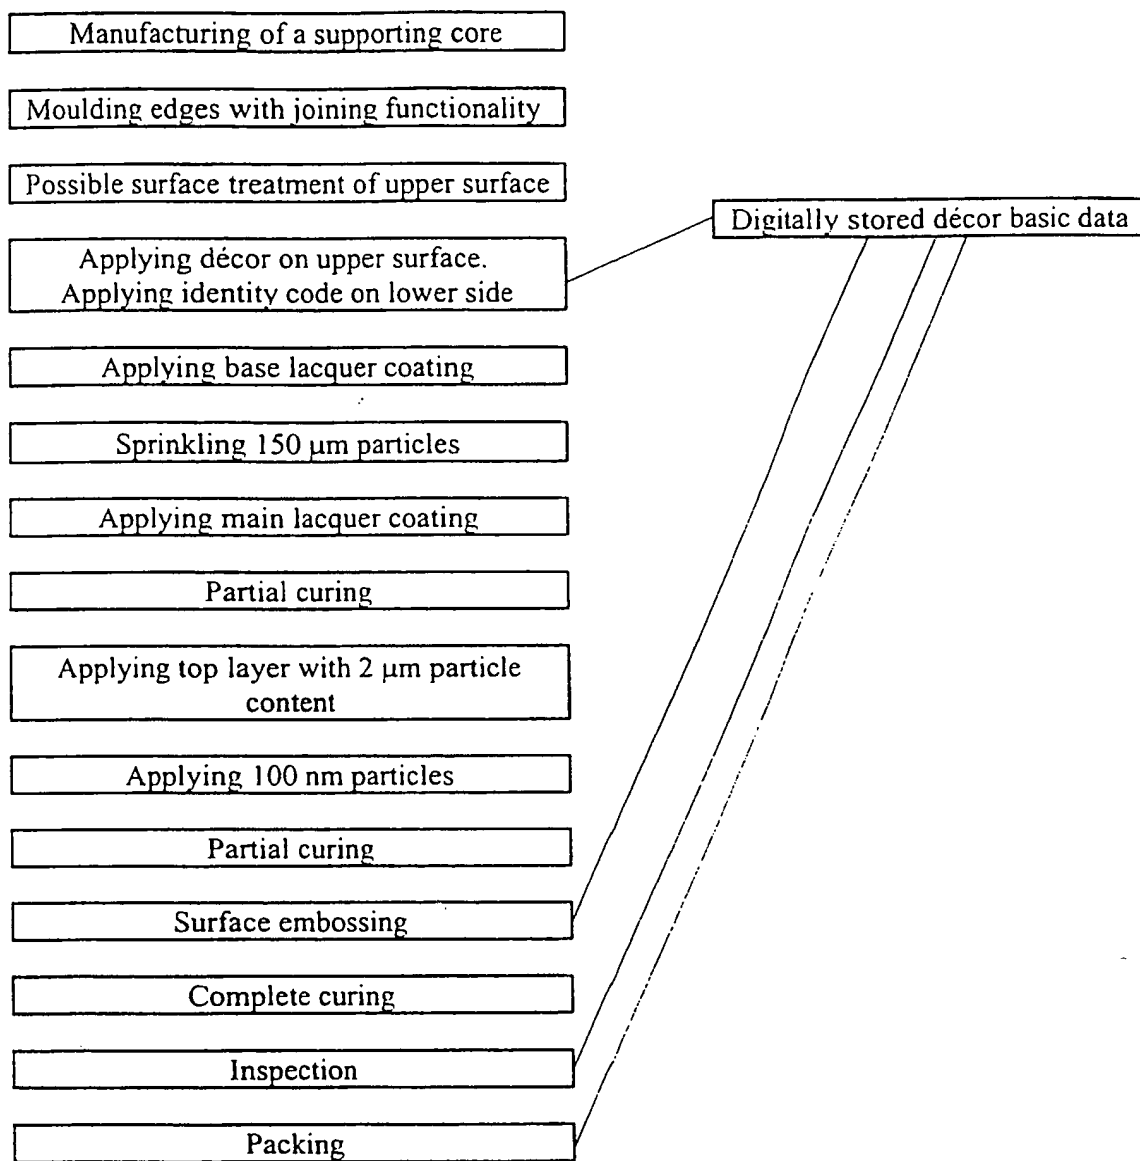 Manufacturing of a supporting core
Moulding edges with joining functionality
Possible surface treatment of upper surface
Digitally stored décor basic data
Applying décor on upper surface.
Applying identity code on lower side
Applying base lacquer coating
Sprinkling 150 µm particles
Applying main lacquer coating
Partial curing
Applying top layer with 2 µm particle
content
Applying 100 nm particles
Partial curing
Surface embossing
Complete curing
Inspection
Packing